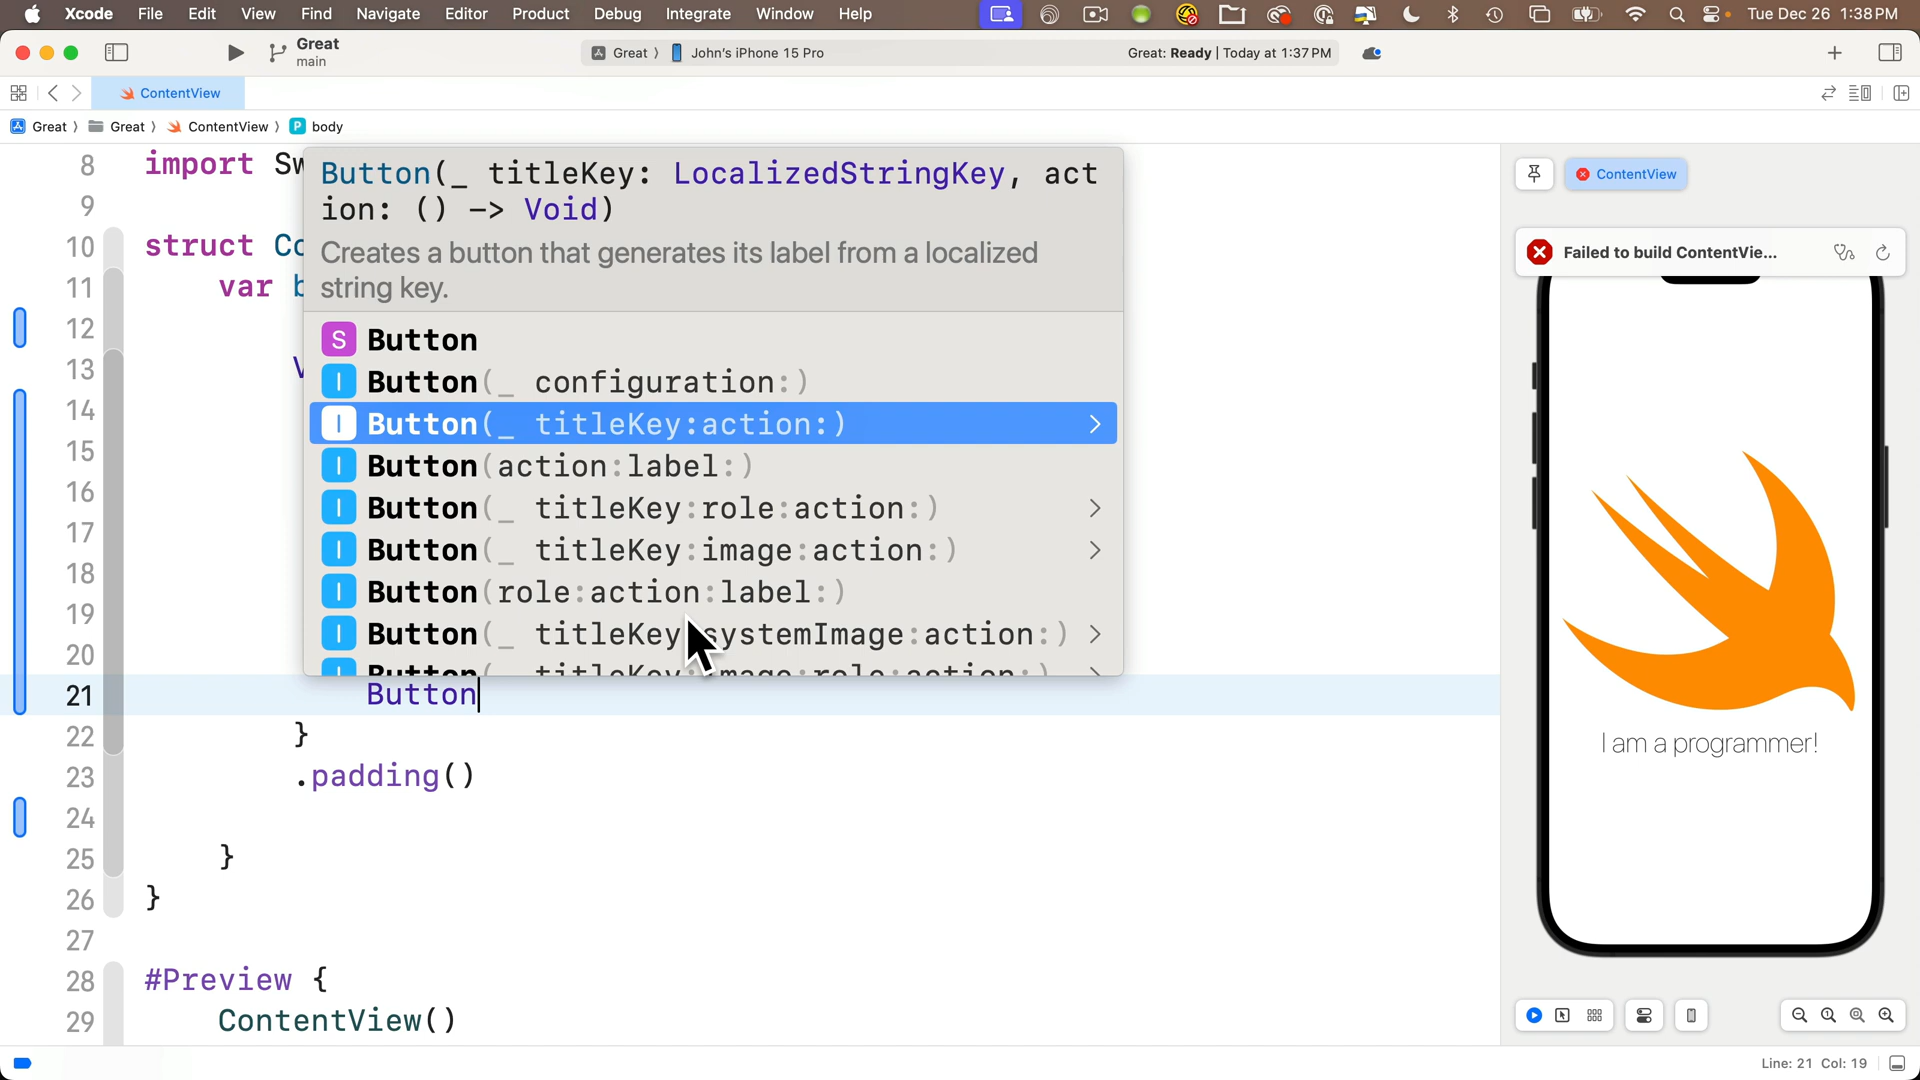 Xcode File Edit View Find Navigate Editor Product Debug Integrate Window Help Tue Dec 26 1:38 PM
Great
main
Great
John's iPhone 15 Pro
Great: Ready | Today at 1:37 PM
ContentView
Great Great ContentView P body
8 import Sw
9
10 struct Co
11 var b
12
13 V
14
15
16
17
18
19
20
Button(_ titleKey: LocalizedStringKey, act
ion: () -> Void)
Creates a button that generates its label from a localized
string key.
S Button
I Button(_ configuration:)
I Button(_ titleKey:action:)
I Button(action:label:)
I Button(_ titleKey:role:action:)
I Button(_ titleKey:image:action:)
I Button(role:action:label:)
I Button(_ titleKey:systemImage:action:)
Button(_ titleKey:image:role:action:)
21 Button
22 }
23 .padding()
24
25 }
26 }
27
28 #Preview {
29 ContentView()
ContentView
Failed to build ContentVie...
I am a programmer!
Line: 21 Col: 19